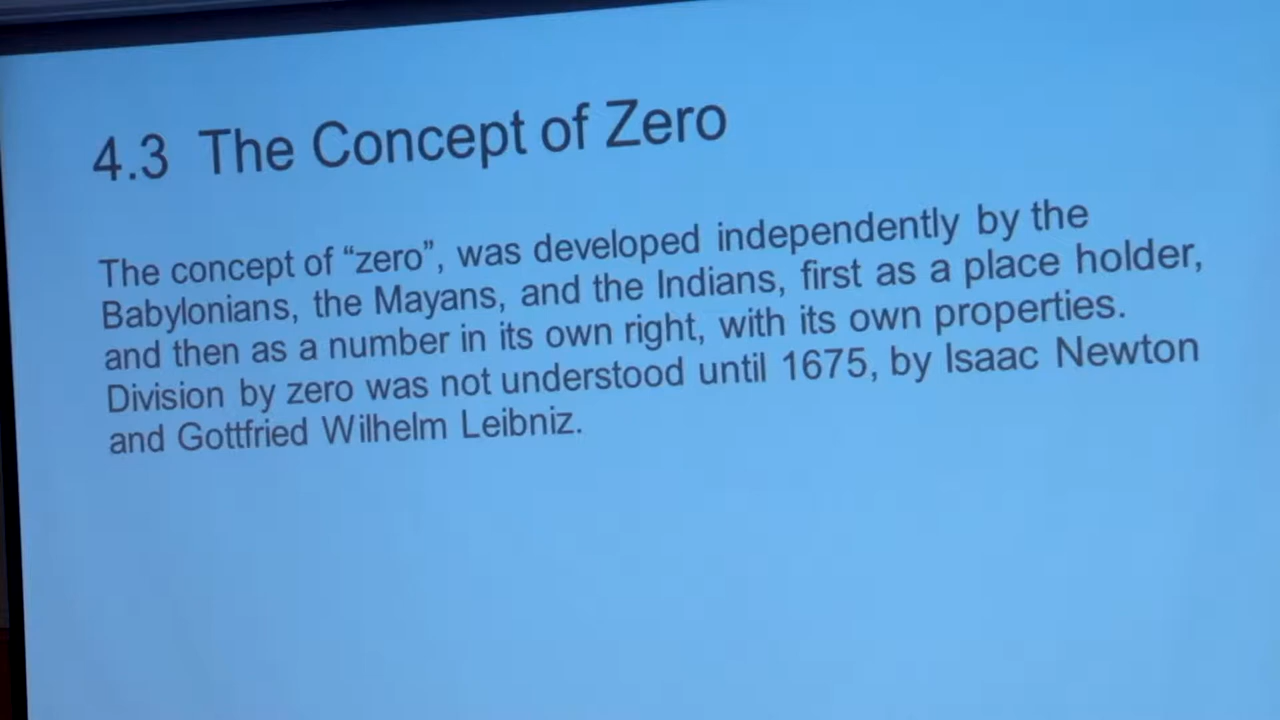 4.3 The Concept of Zero
The concept of “zero”, was developed independently by the
Babylonians, the Mayans, and the Indians, first as a place holder,
and then as a number in its own right, with its own properties.
Division by zero was not understood until 1675, by Isaac Newton
and Gottfried Wilhelm Leibniz.